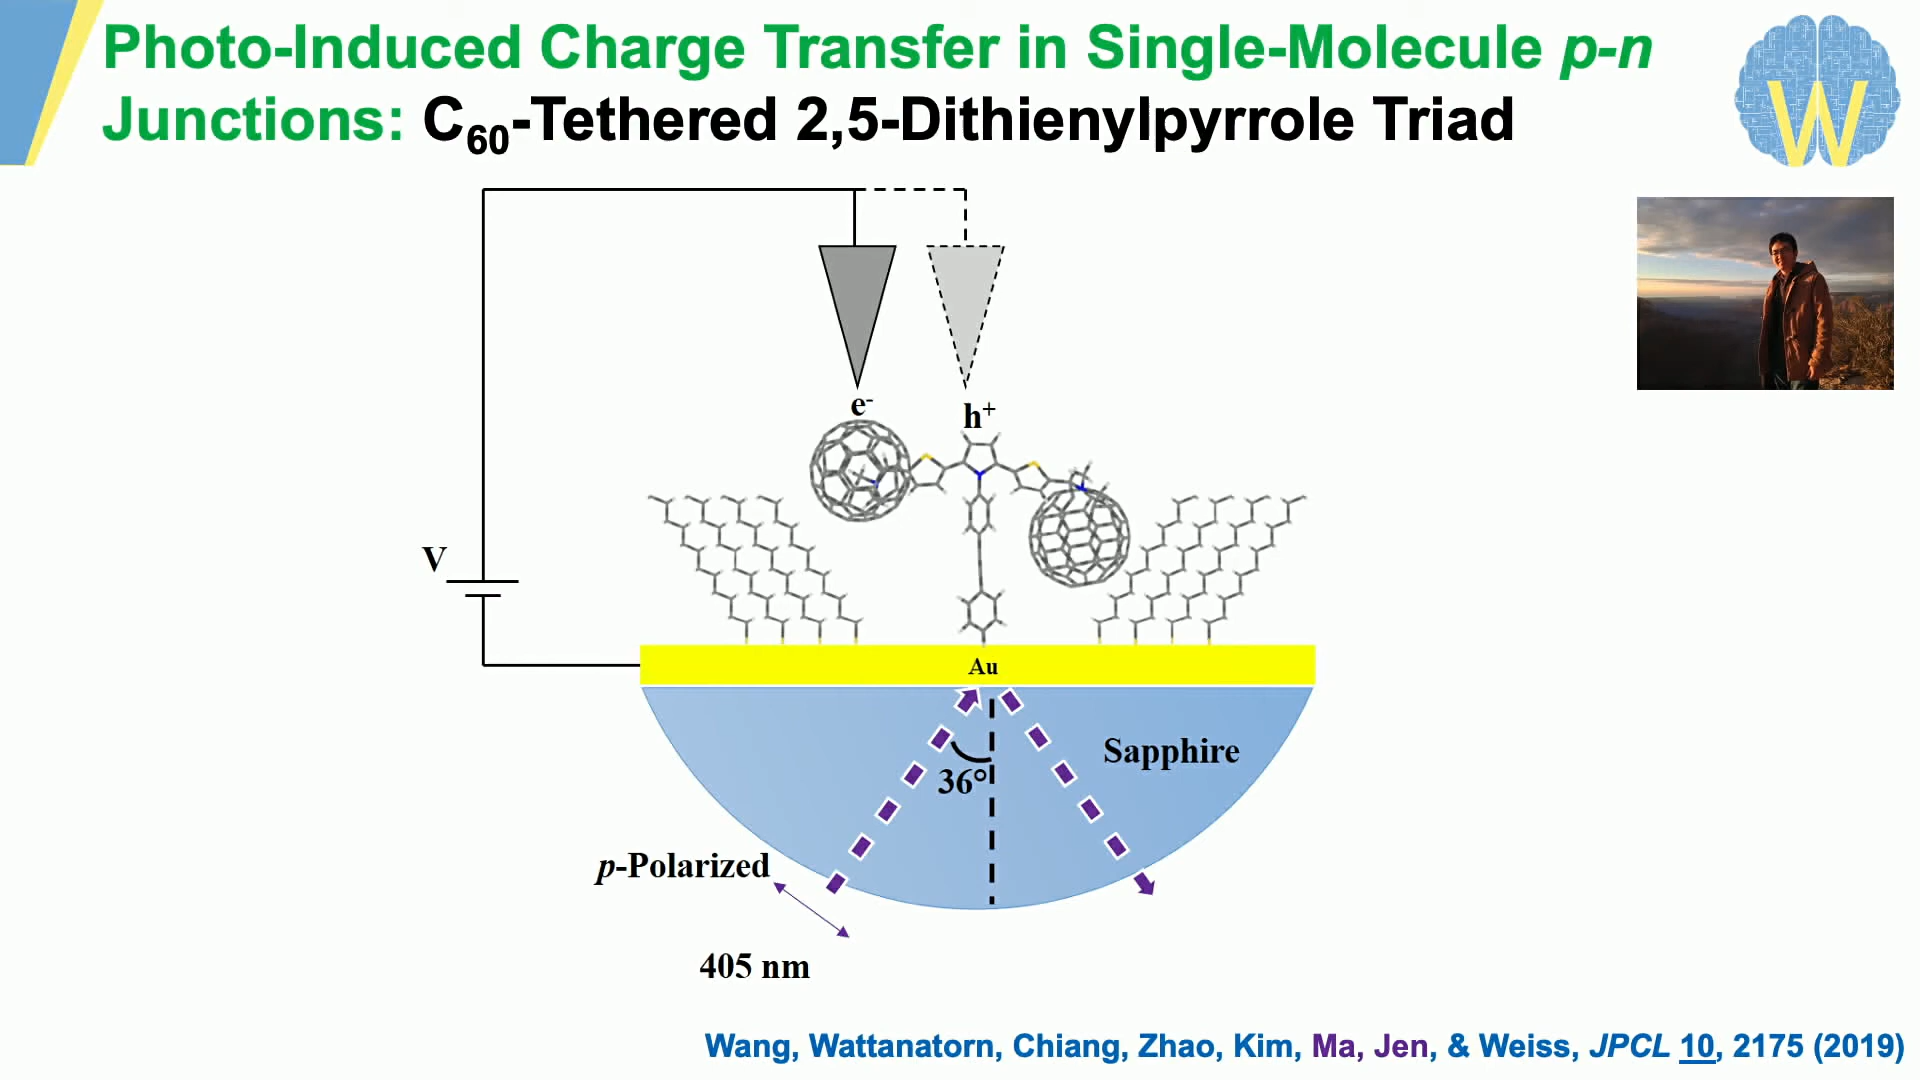 Photo-Induced Charge Transfer in Single-Molecule p-n
Junctions: C60-Tethered 2,5-Dithienylpyrrole Triad
W
e-
h+
V
Au
Sapphire
36°
p-Polarized
405 nm
Wang, Wattanatorn, Chiang, Zhao, Kim, Ma, Jen, & Weiss, JPCL 10, 2175 (2019)